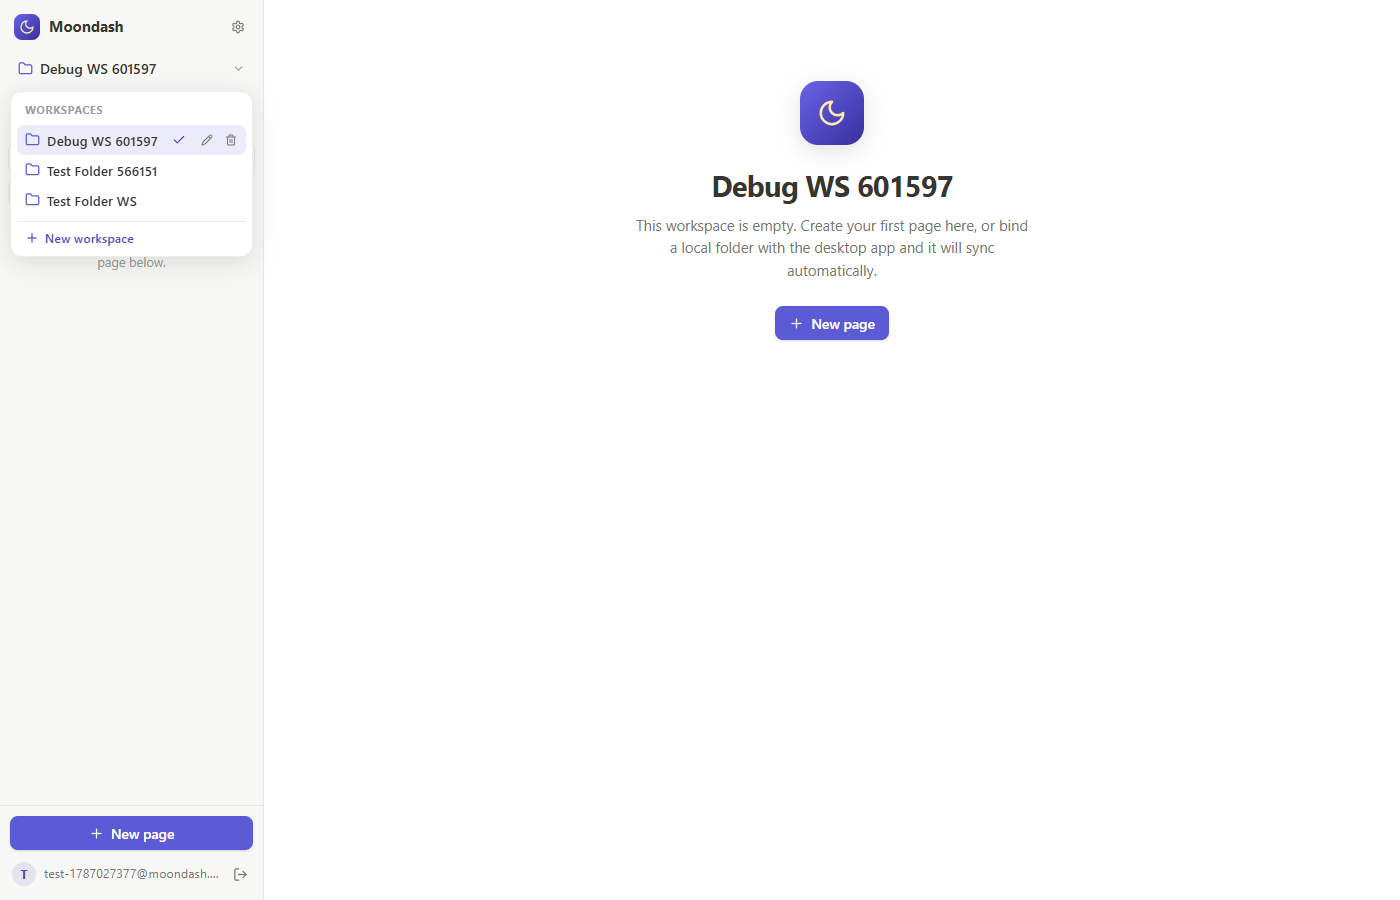 Moondash
Debug WS 601597
WORKSPACES
Debug WS 601597
Test Folder 566151
Test Folder WS
New workspace
page below.
New page
T
test-1787027377@moondash....
Debug WS 601597
This workspace is empty. Create your first page here, or bind
a local folder with the desktop app and it will sync
automatically.
New page